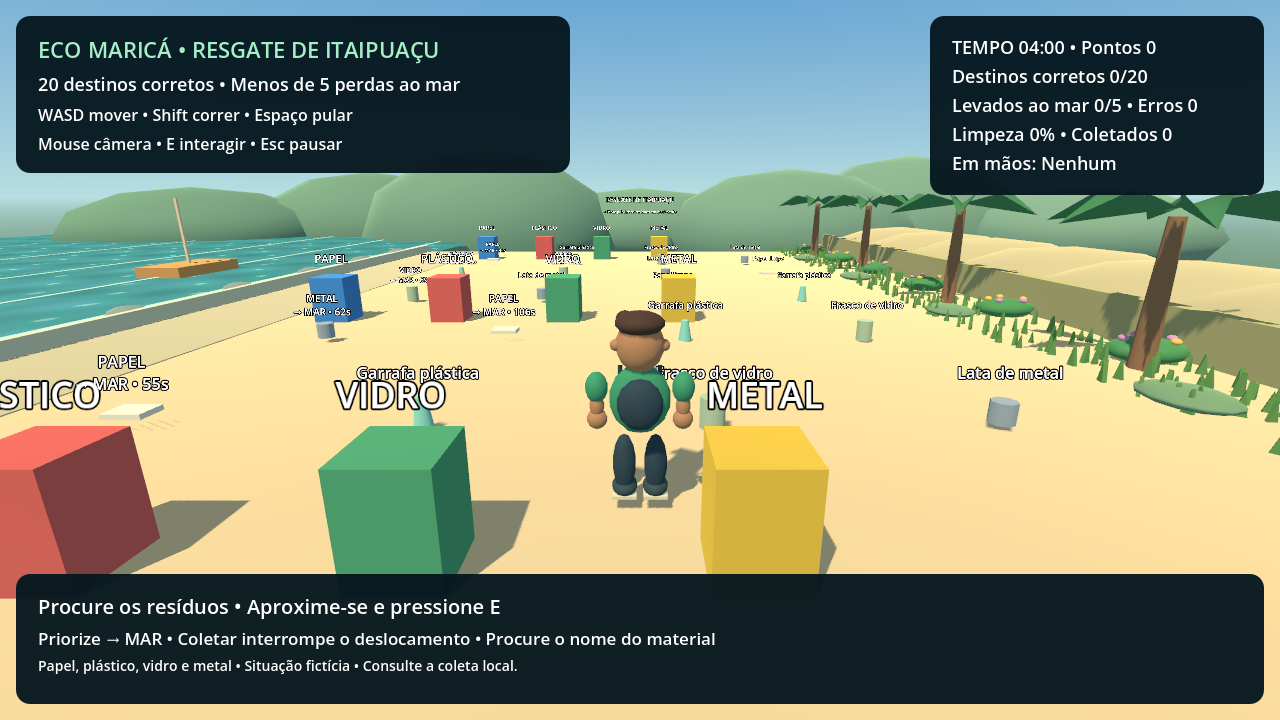 ECO MARICÁ • RESGATE DE ITAIPUAÇU
20 destinos corretos • Menos de 5 perdas ao mar
WASD mover • Shift correr • Espaço pular
Mouse câmera • E interagir • Esc pausar
TEMPO 04:00 • Pontos 0
Destinos corretos 0/20
Levados ao mar 0/5 • Erros 0
Limpeza 0% • Coletados 0
Em mãos: Nenhum
PAPEL
PLÁSTICO
VIDRO
METAL
METAL
→ MAR • 62s
PAPEL
→ MAR • 106s
Garrafa plástica
Garrafa plástica
Frasco de vidro
PAPEL
MAR • 55s
Garrafa plástica
Frasco de vidro
Lata de metal
STICO
VIDRO
METAL
Procure os resíduos • Aproxime-se e pressione E
Priorize → MAR • Coletar interrompe o deslocamento • Procure o nome do material
Papel, plástico, vidro e metal • Situação fictícia • Consulte a coleta local.